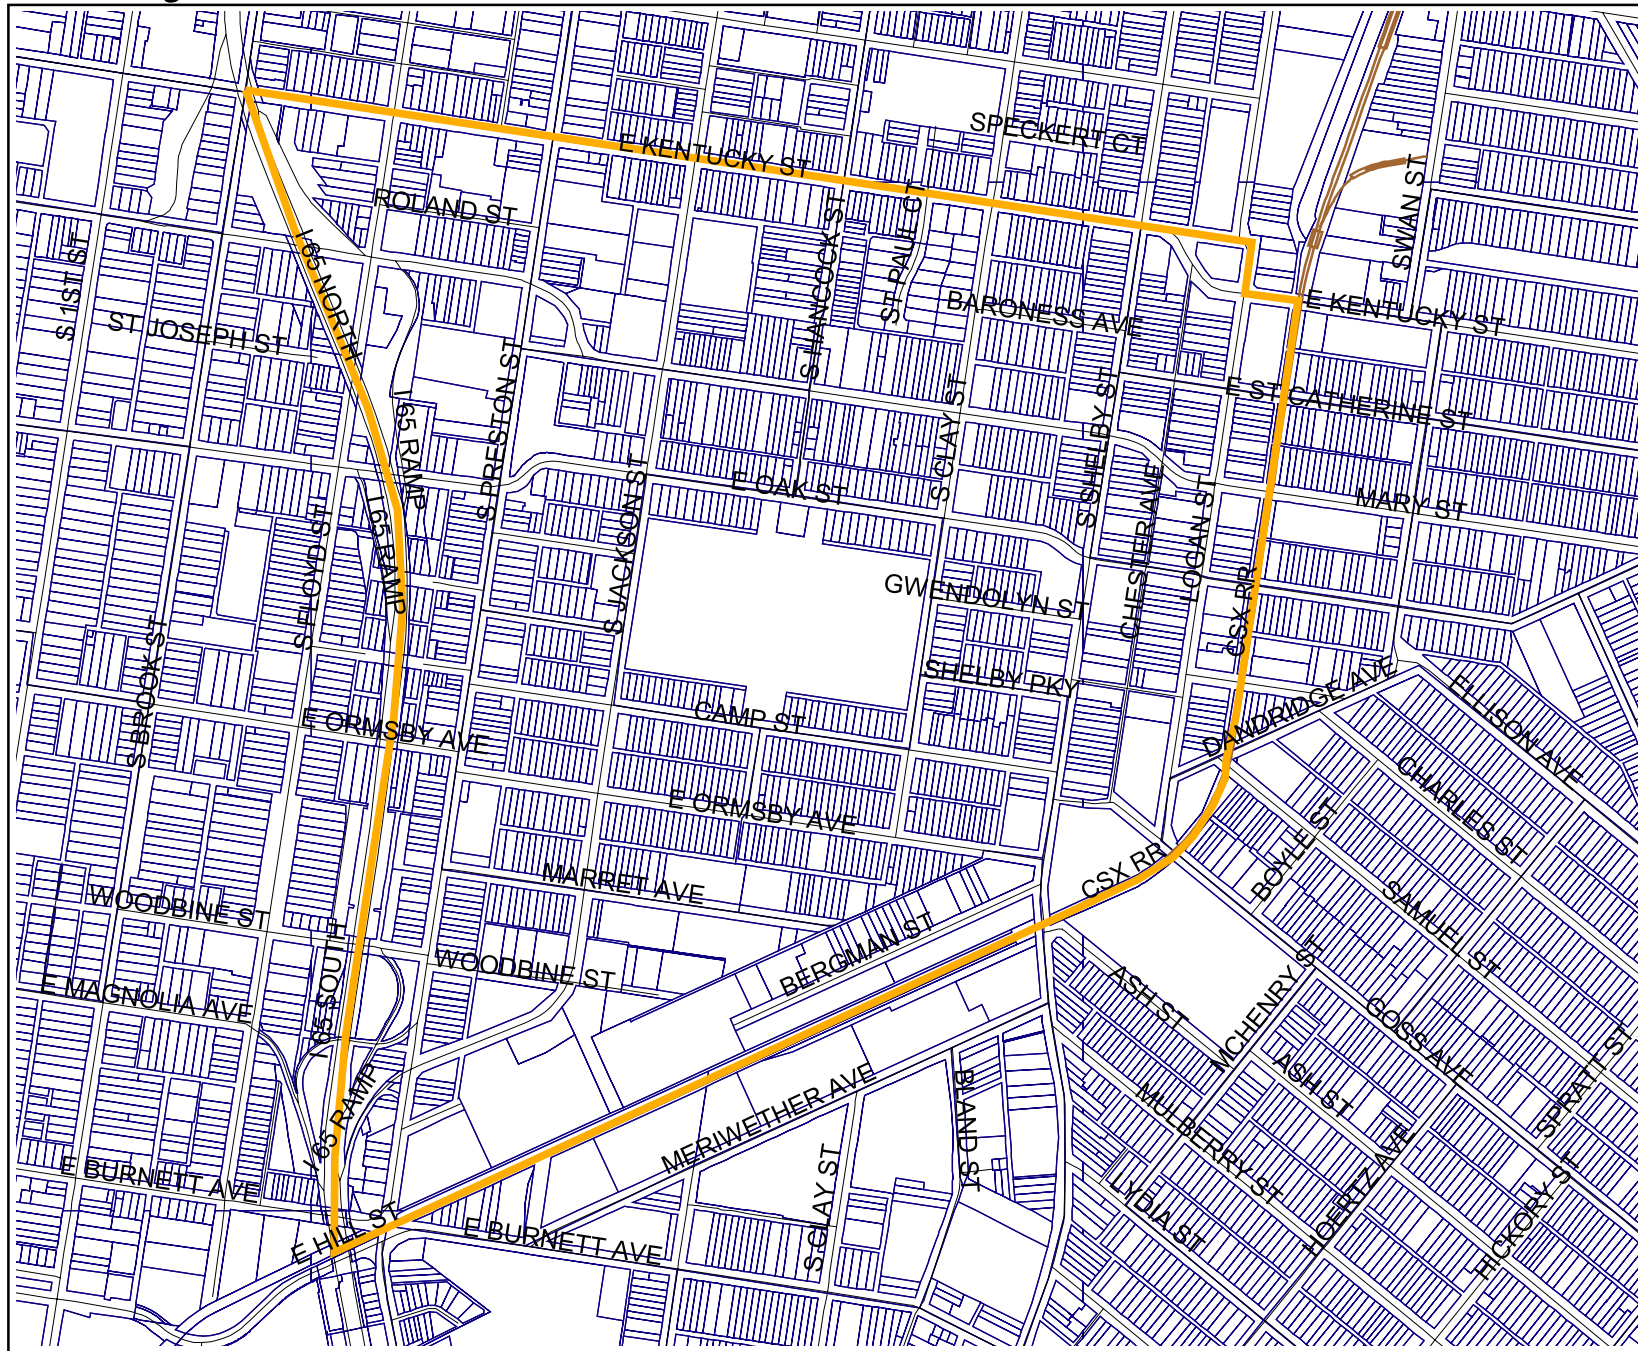 SPECKERT CT
E KENTUCKY ST
ROLAND ST
SWAN ST
S HANCOCK ST
ST PAUL CT
S 1ST ST
I 65 NORTH
ST JOSEPH ST
BARONESS AVE
E KENTUCKY ST
S PRESTON ST
I 65 RAMP
S CLAY ST
S SHELBY ST
E ST CATHERINE ST
E OAK ST
MARY ST
S JACKSON ST
CHESTER AVE
LOGAN ST
S FLOYD ST
I 65 RAMP
GWENDOLYN ST
CSX RR
S BROOK ST
SHELBY PKY
DANDRIDGE AVE
ELLISON AVE
E ORMSBY AVE
CAMP ST
CHARLES ST
E ORMSBY AVE
BOYLE ST
MARRET AVE
CSX RR
SAMUEL ST
WOODBINE ST
BERGMAN ST
WOODBINE ST
I 65 SOUTH
ASH ST
MCHENRY ST
GOSS AVE
E MAGNOLIA AVE
I 65 RAMP
MERIWETHER AVE
BLAND ST
MULBERRY ST
ASH ST
SPRATT ST
E BURNETT AVE
S CLAY ST
LYDIA ST
HOERTZ AVE
HICKORY ST
E HILL ST
E BURNETT AVE